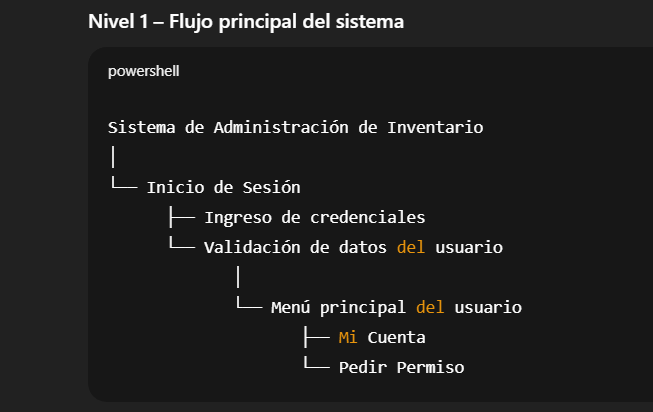 Nivel 1 – Flujo principal del sistema
powershell
Sistema de Administración de Inventario
│
└── Inicio de Sesión
├── Ingreso de credenciales
└── Validación de datos del usuario
│
└── Menú principal del usuario
├── Mi Cuenta
└── Pedir Permiso